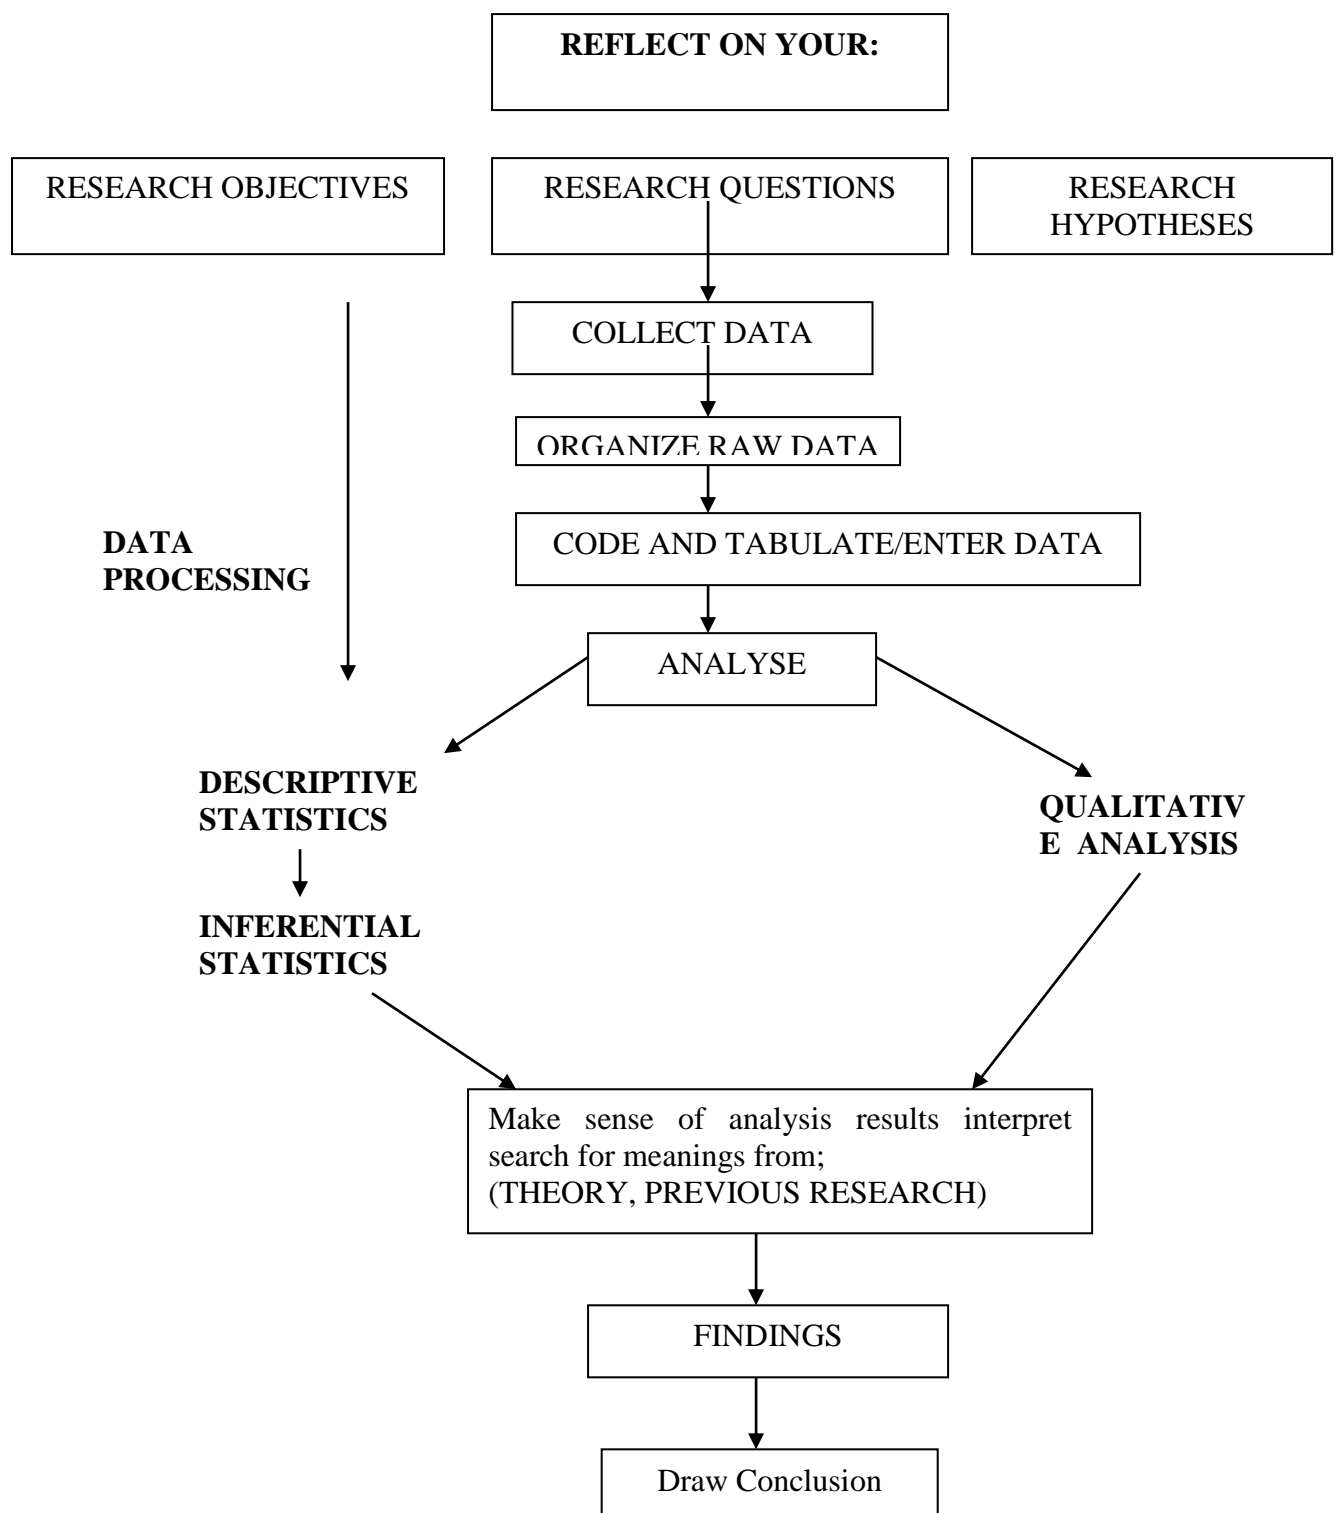 REFLECT ON YOUR:
RESEARCH OBJECTIVES
RESEARCH QUESTIONS
RESEARCH
HYPOTHESES
COLLECT DATA
ORGANIZE RAW DATA
CODE AND TABULATE/ENTER DATA
DATA
PROCESSING
ANALYSE
DESCRIPTIVE
STATISTICS
QUALITATIV
E ANALYSIS
INFERENTIAL
STATISTICS
Make sense of analysis results interpret
search for meanings from;
(THEORY, PREVIOUS RESEARCH)
FINDINGS
Draw Conclusion